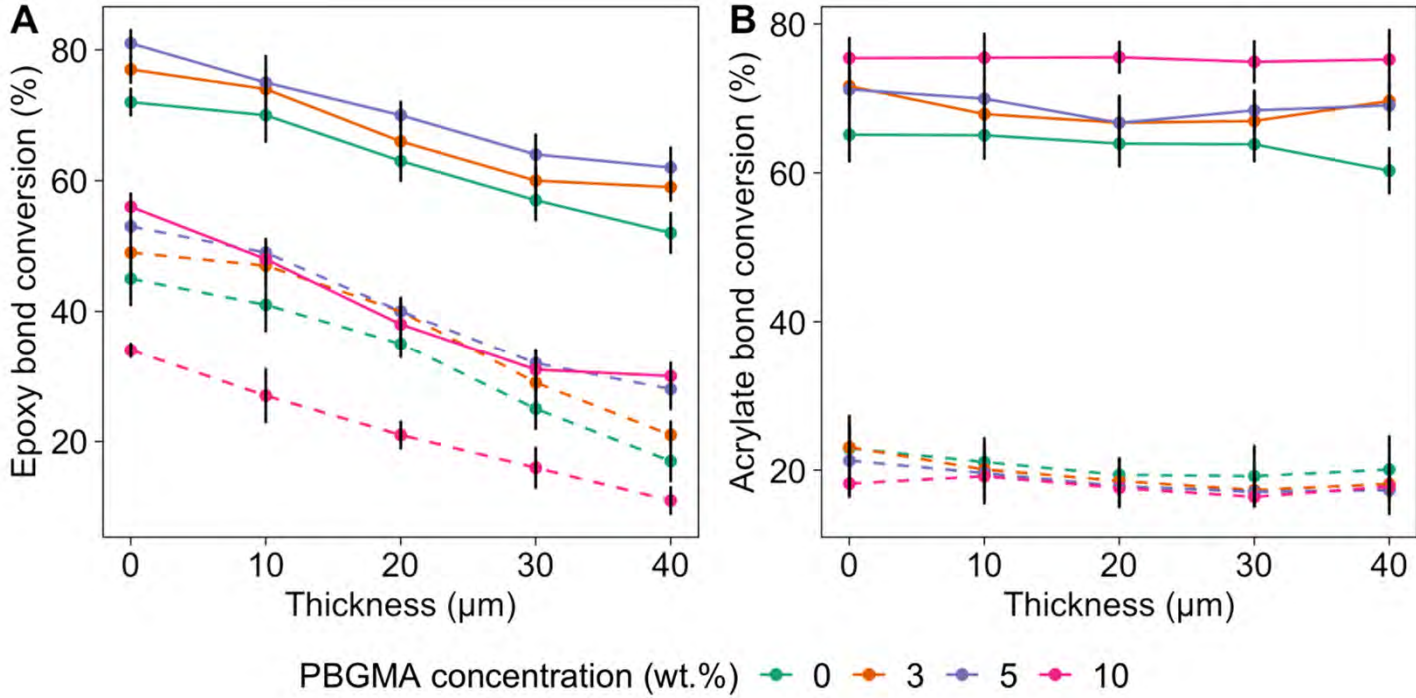 A
Epoxy bond conversion (%)
80
60
40
20
0 10 20 30 40
Thickness (µm)
B
Acrylate bond conversion (%)
80
60
40
20
0 10 20 30 40
Thickness (µm)
PBGMA concentration (wt.%) 0 3 5 10